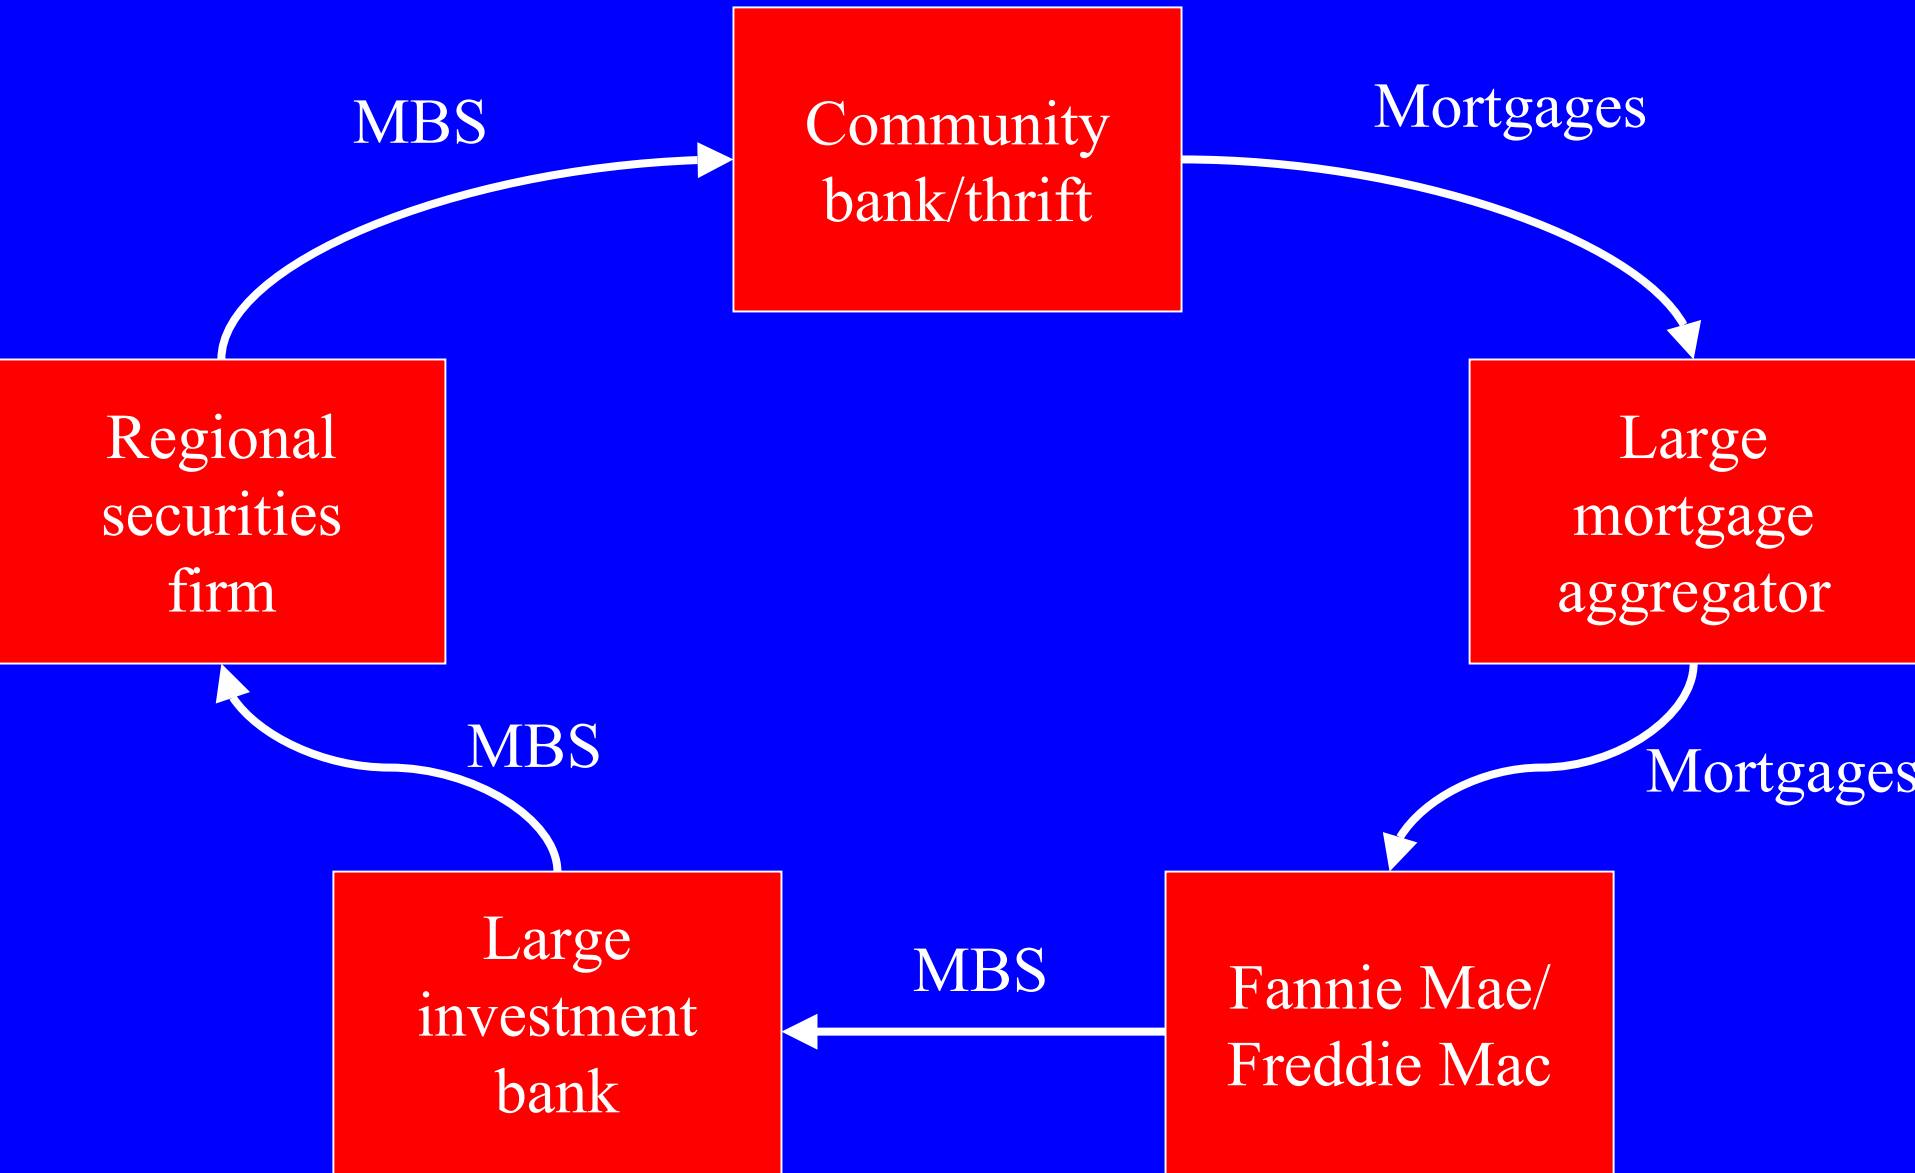 MBS
Community
bank/thrift
Mortgages
Regional
securities
firm
Large
mortgage
aggregator
MBS
Mortgages
Large
investment
bank
MBS
Fannie Mae/
Freddie Mac